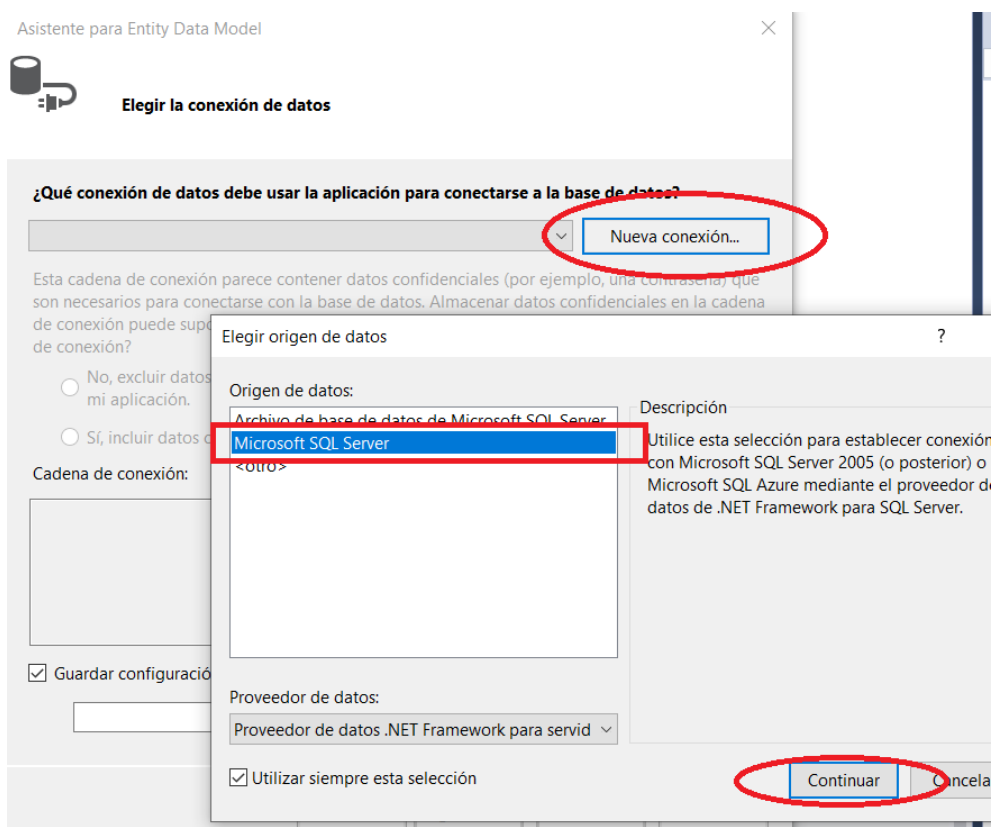 Asistente para Entity Data Model
Elegir la conexión de datos
¿Qué conexión de datos debe usar la aplicación para conectarse a la base de datos?
Nueva conexión...
Esta cadena de conexión parece contener datos confidenciales (por ejemplo, una contraseña) que
son necesarios para conectarse con la base de datos. Almacenar datos confidenciales en la cadena
de conexión puede
de conexión?
No, excluir datos
mi aplicación.
Sí, incluir datos
Cadena de conexión:
Guardar
Elegir origen de datos
?
Origen de datos:
Archivo de base de datos de Microsoft SQL Server
Microsoft SQL Server
<otro>
Descripción
Utilice esta selección para establecer conexión
con Microsoft SQL Server 2005 (o posterior) o
Microsoft SQL Azure mediante el proveedor
datos de .NET Framework para SQL Server.
Proveedor de datos:
Proveedor de datos .NET Framework para
Utilizar siempre esta selección
Continuar